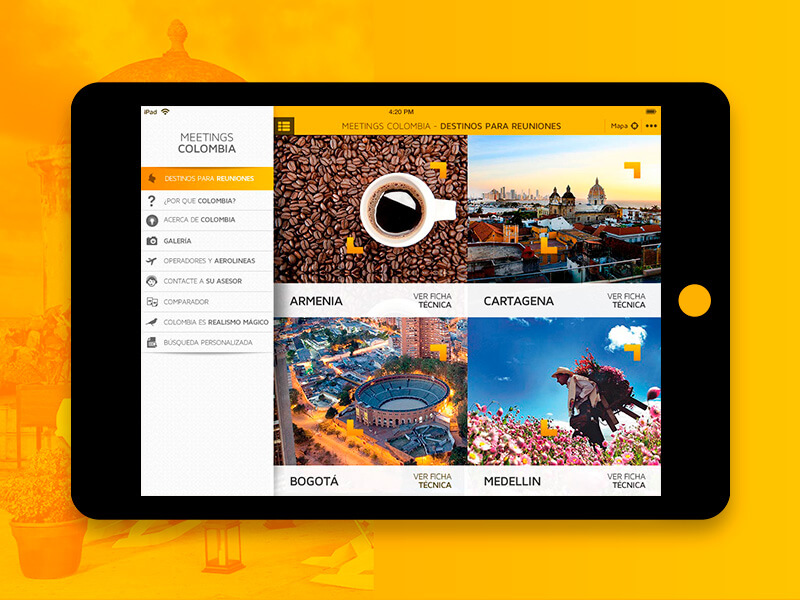 iPad
4:20 PM
MEETINGS
COLOMBIA
MEETINGS COLOMBIA - DESTINOS PARA REUNIONES
Mapa
DESTINOS PARA REUNIONES
¿POR QUE COLOMBIA?
ACERCA DE COLOMBIA
GALERÍA
OPERADORES Y AEROLINEAS
CONTACTE A SU ASESOR
COMPARADOR
COLOMBIA ES REALISMO MÁGICO
BÚSQUEDA PERSONALIZADA
ARMENIA
VER FICHA
TÉCNICA
CARTAGENA
VER FICHA
TÉCNICA
BOGOTÁ
VER FICHA
TÉCNICA
MEDELLIN
VER FICHA
TÉCNICA